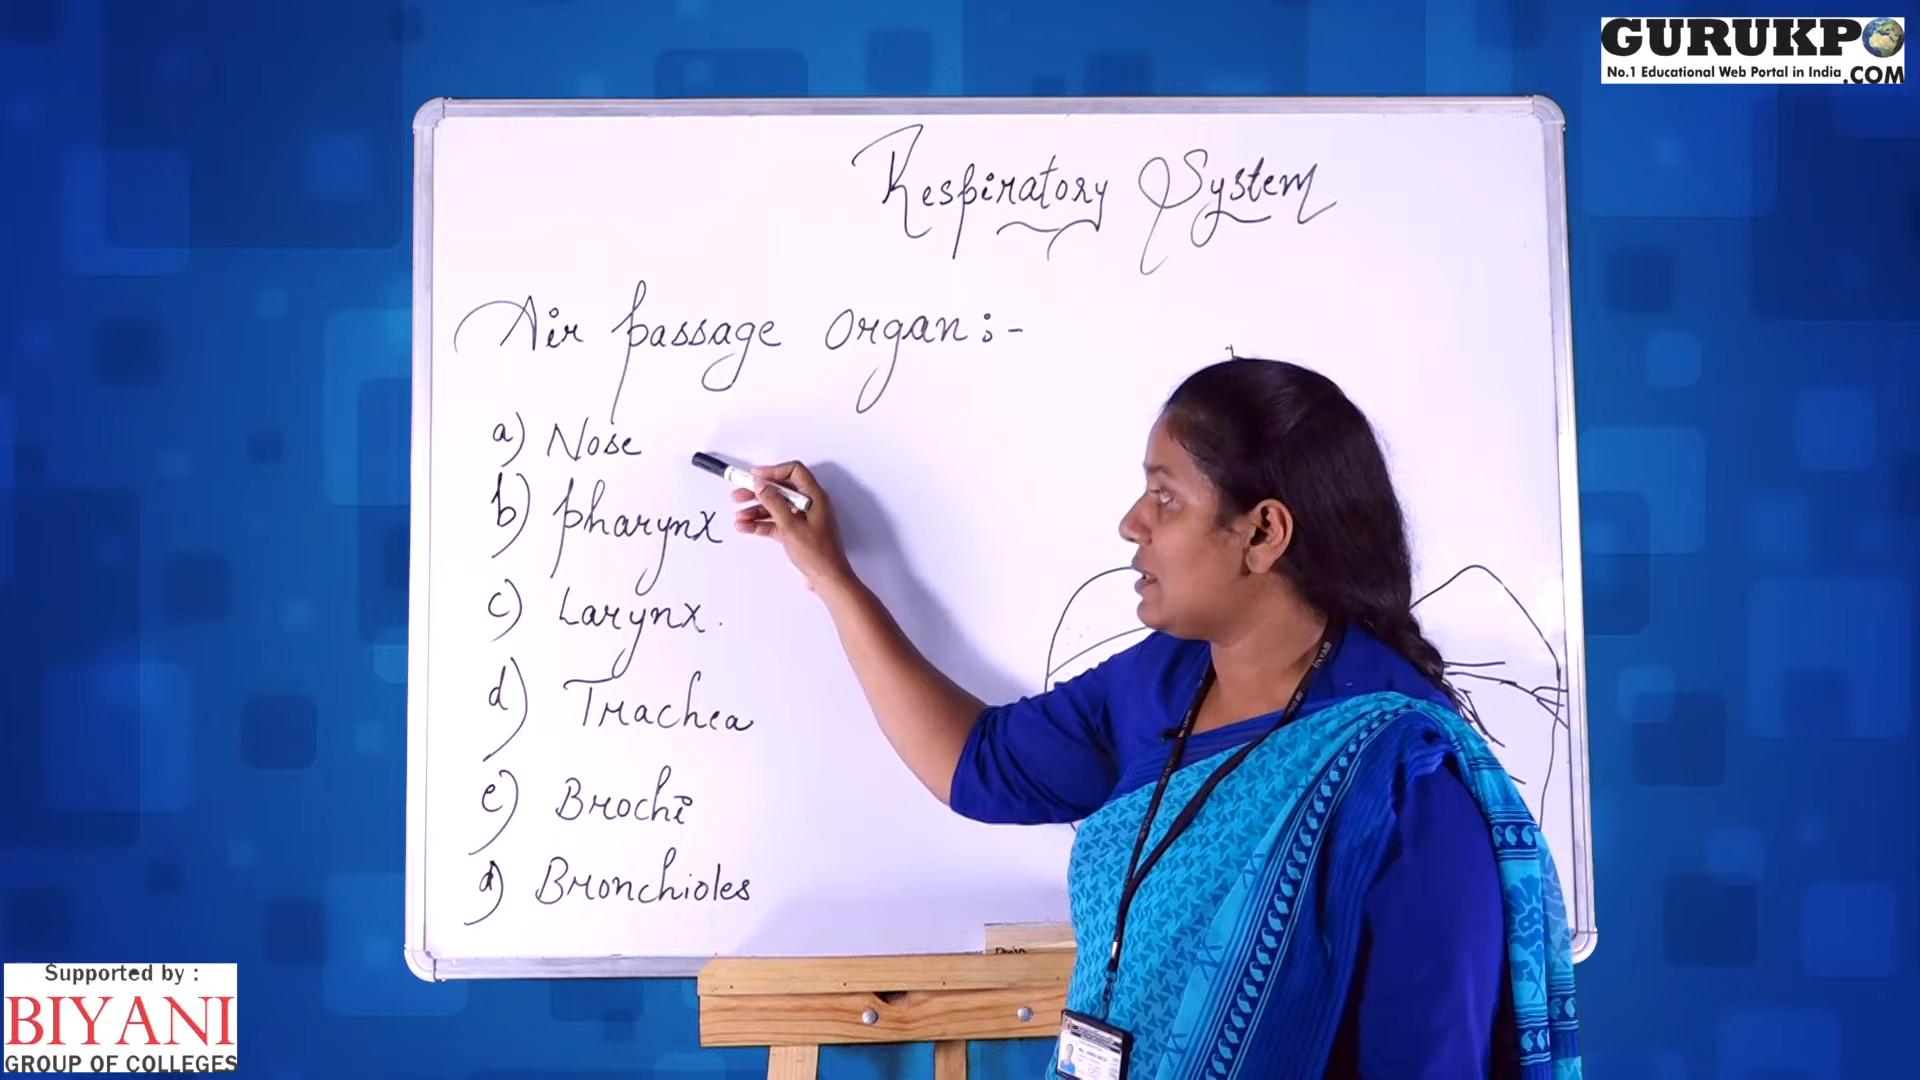 GURUKPO
No.1 Educational Web Portal in India .COM
Respiratory System
Air passage organ :-
a) Nose
b) pharynx
c) Larynx.
d) Trachea
e) Brochi
Bronchioles
BIYANI
Supported by :
BIYANI
GROUP OF COLLEGES